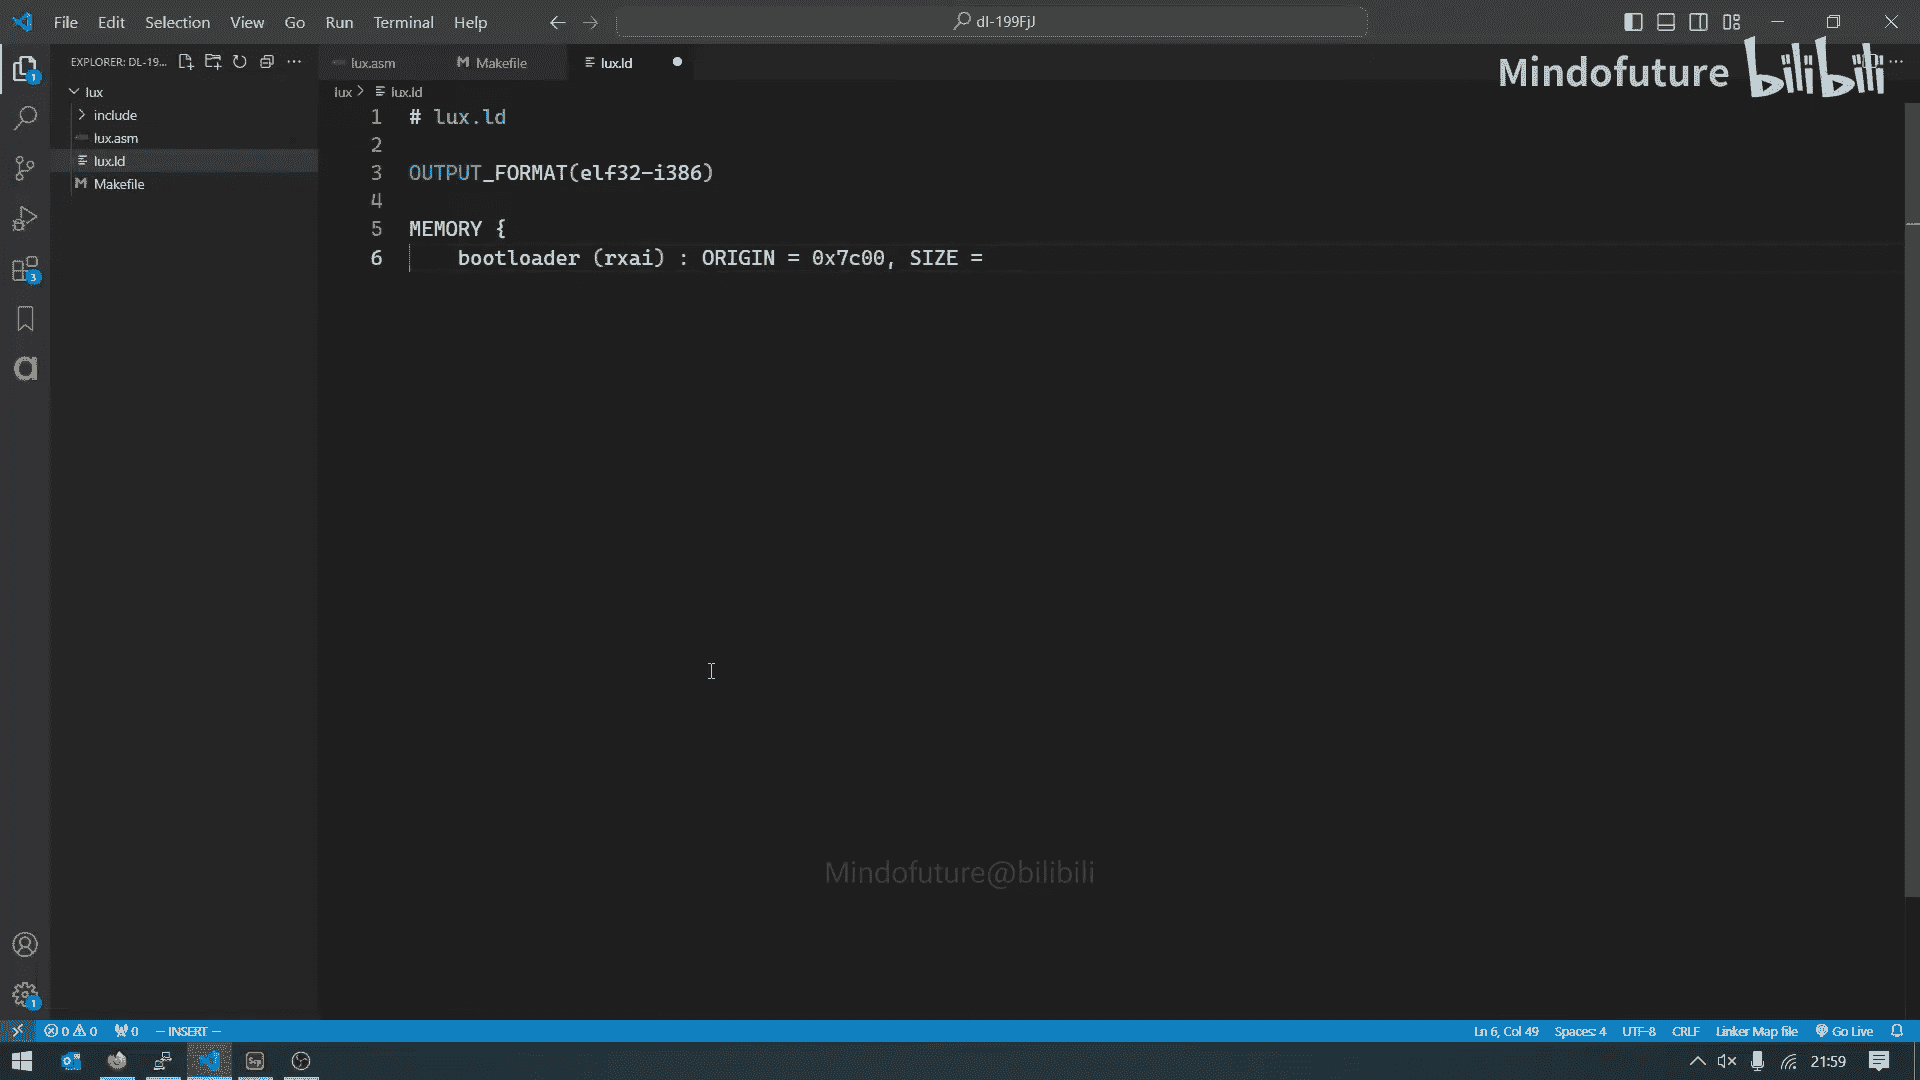 File Edit Selection View Go Run Terminal Help
dl-199FjJ
EXPLORER: DL-19...
lux.asm
Makefile
lux.ld
Mindofuture bilibili
lux
include
lux.asm
lux.ld
Makefile
lux > lux.ld
1 # lux.ld
2
3 OUTPUT_FORMAT(elf32-i386)
4
5 MEMORY {
6 bootloader (rxai) : ORIGIN = 0x7c00, SIZE =
Mindofuture@bilibili
1
3
1
0 0 0 -- INSERT --
Ln 6, Col 49 Spaces: 4 UTF-8 CRLF Linker Map file Go Live
21:59